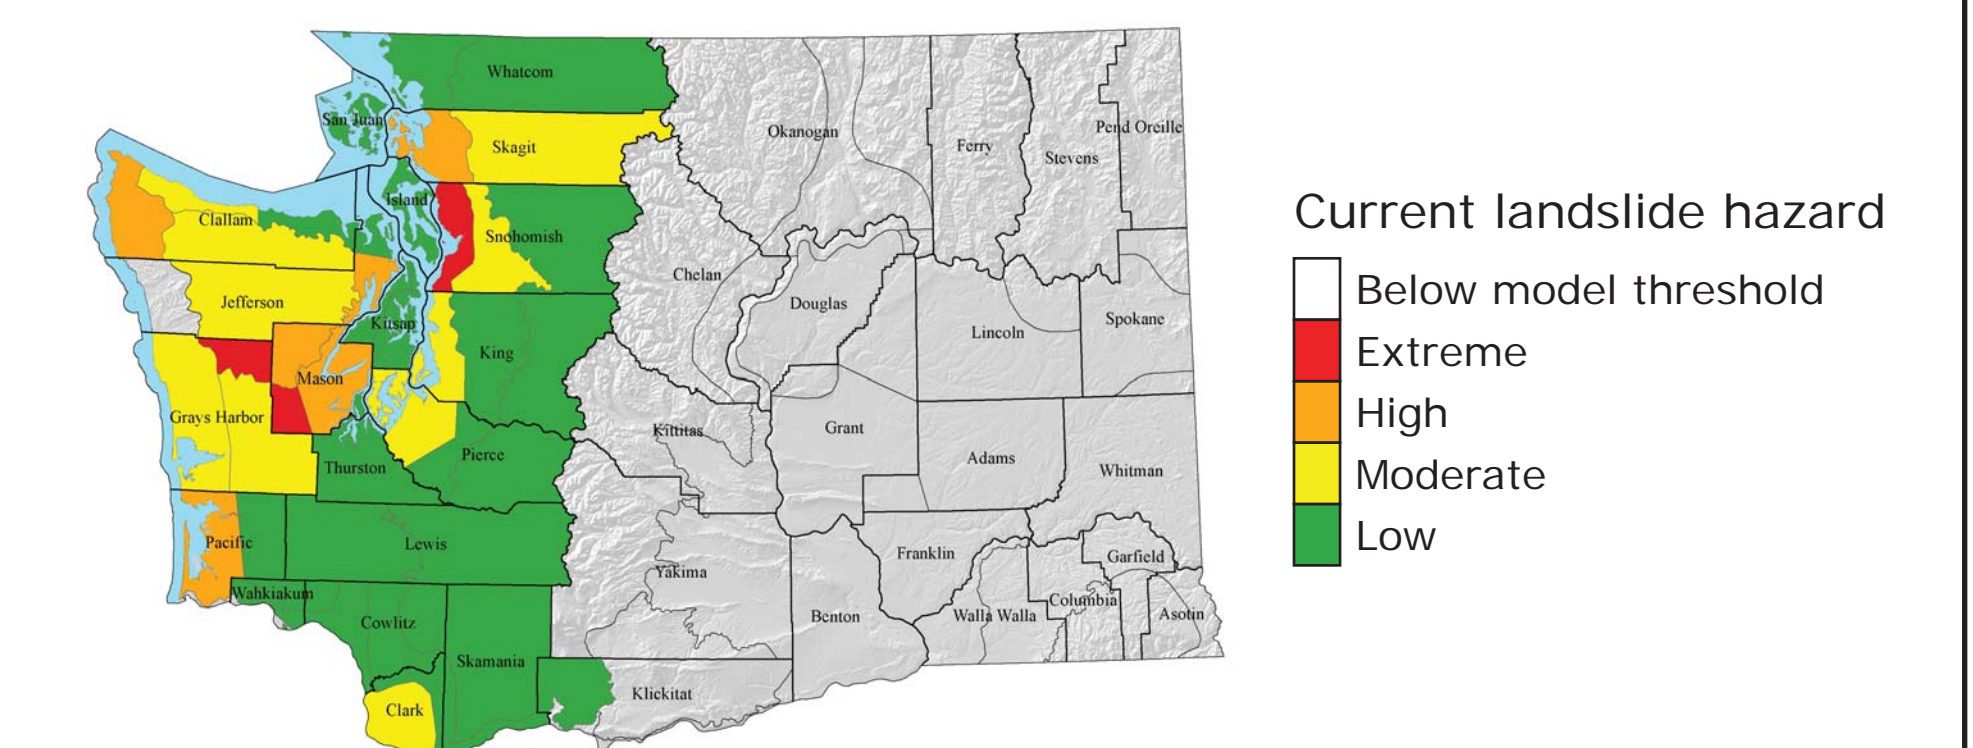 Whatcom
San Juan
Skagit
Okanogan
Ferry
Stevens
Pend Oreille
Island
Clallam
Snohomish
Chelan
Jefferson
Kitsap
Douglas
Lincoln
Spokane
King
Mason
Grays Harbor
Kittitas
Grant
Adams
Whitman
Thurston
Pierce
Pacific
Lewis
Yakima
Franklin
Garfield
Wahkiakum
Cowlitz
Benton
Walla Walla
Columbia
Asotin
Skamania
Klickitat
Clark
Current landslide hazard
Below model threshold
Extreme
High
Moderate
Low